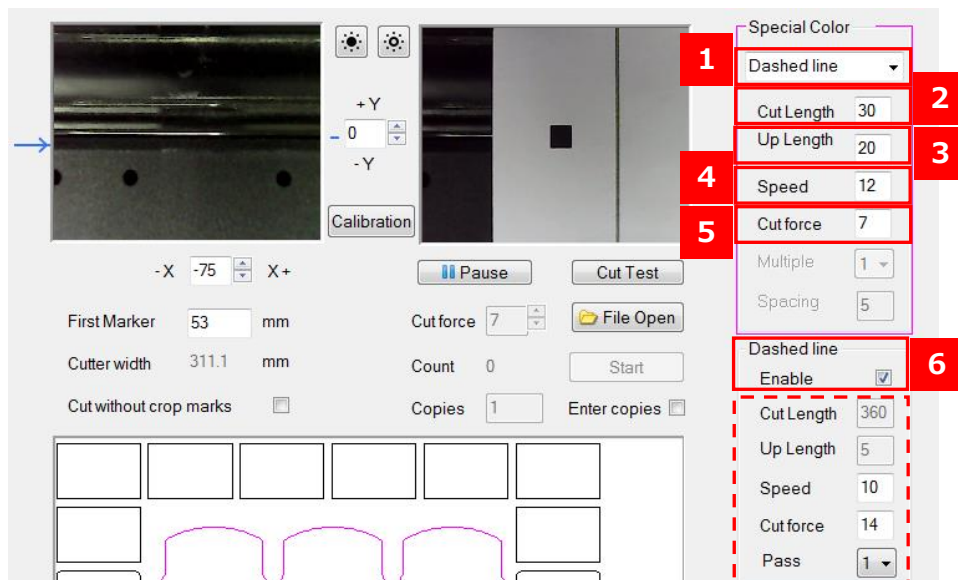 Special Color
1
Dashed line
2
Cut Length 30
3
Up Length 20
4
Speed 12
5
Cut force 7
Multiple 1
Spacing 5
+ Y
0
- Y
Calibration
- X -75 X +
Pause
Cut Test
First Marker 53 mm
Cut force 7
File Open
Cutter width 311.1 mm
Count 0
Start
Cut without crop marks
Copies 1
Enter copies
Dashed line
6
Enable
Cut Length 360
Up Length 5
Speed 10
Cut force 14
Pass 1